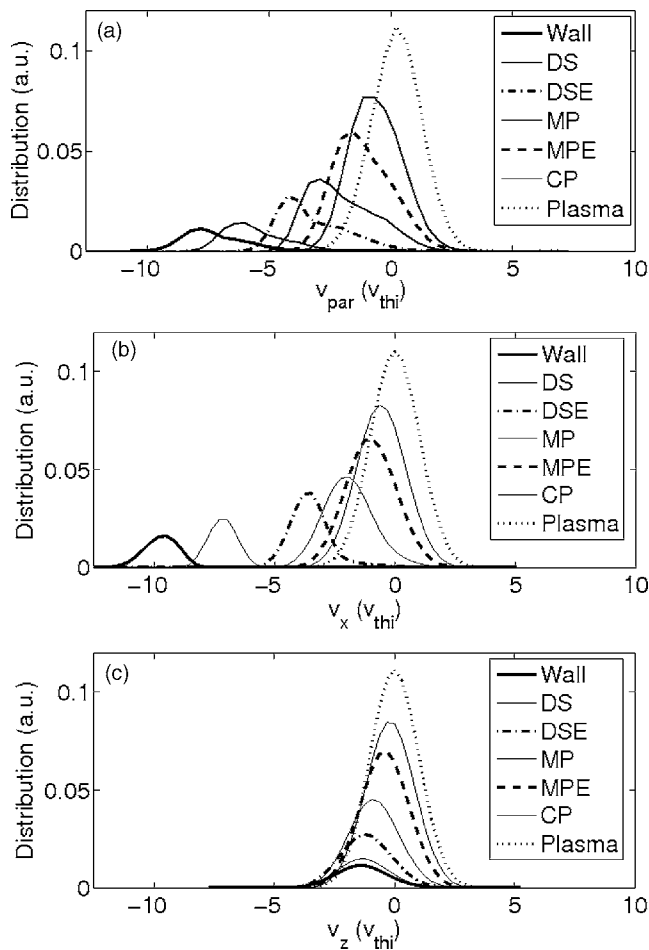 (a)
0.1
0.05
0
Distribution (a.u.)
Wall
DS
DSE
MP
MPE
CP
Plasma
−10 −5 0 5 10
v_par (v_thi)
(b)
0.1
0.05
0
Distribution (a.u.)
Wall
DS
DSE
MP
MPE
CP
Plasma
−10 −5 0 5 10
v_x (v_thi)
(c)
0.1
0.05
0
Distribution (a.u.)
Wall
DS
DSE
MP
MPE
CP
Plasma
−10 −5 0 5 10
v_z (v_thi)